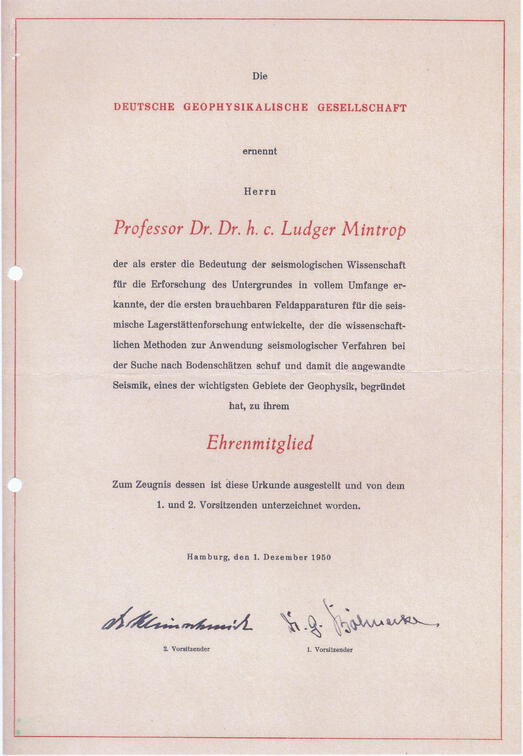 Die
DEUTSCHE GEOPHYSIKALISCHE GESELLSCHAFT
ernennt
Herrn
Professor Dr. Dr. h. c. Ludger Mintrop
der als erster die Bedeutung der seismologischen Wissenschaft
für die Erforschung des Untergrundes in vollem Umfange er-
kannte, der die ersten brauchbaren Feldapparaturen für die seis-
mische Lagerstättenforschung entwickelte, der die wissenschaft-
lichen Methoden zur Anwendung seismologischer Verfahren bei
der Suche nach Bodenschätzen schuf und damit die angewandte
Seismik, eines der wichtigsten Gebiete der Geophysik, begründet
hat, zu ihrem
Ehrenmitglied
Zum Zeugnis dessen ist diese Urkunde ausgestellt und von dem
1. und 2. Vorsitzenden unterzeichnet worden.
Hamburg, den 1. Dezember 1950
Dr. G. Böhnecke
2. Vorsitzender 1. Vorsitzender